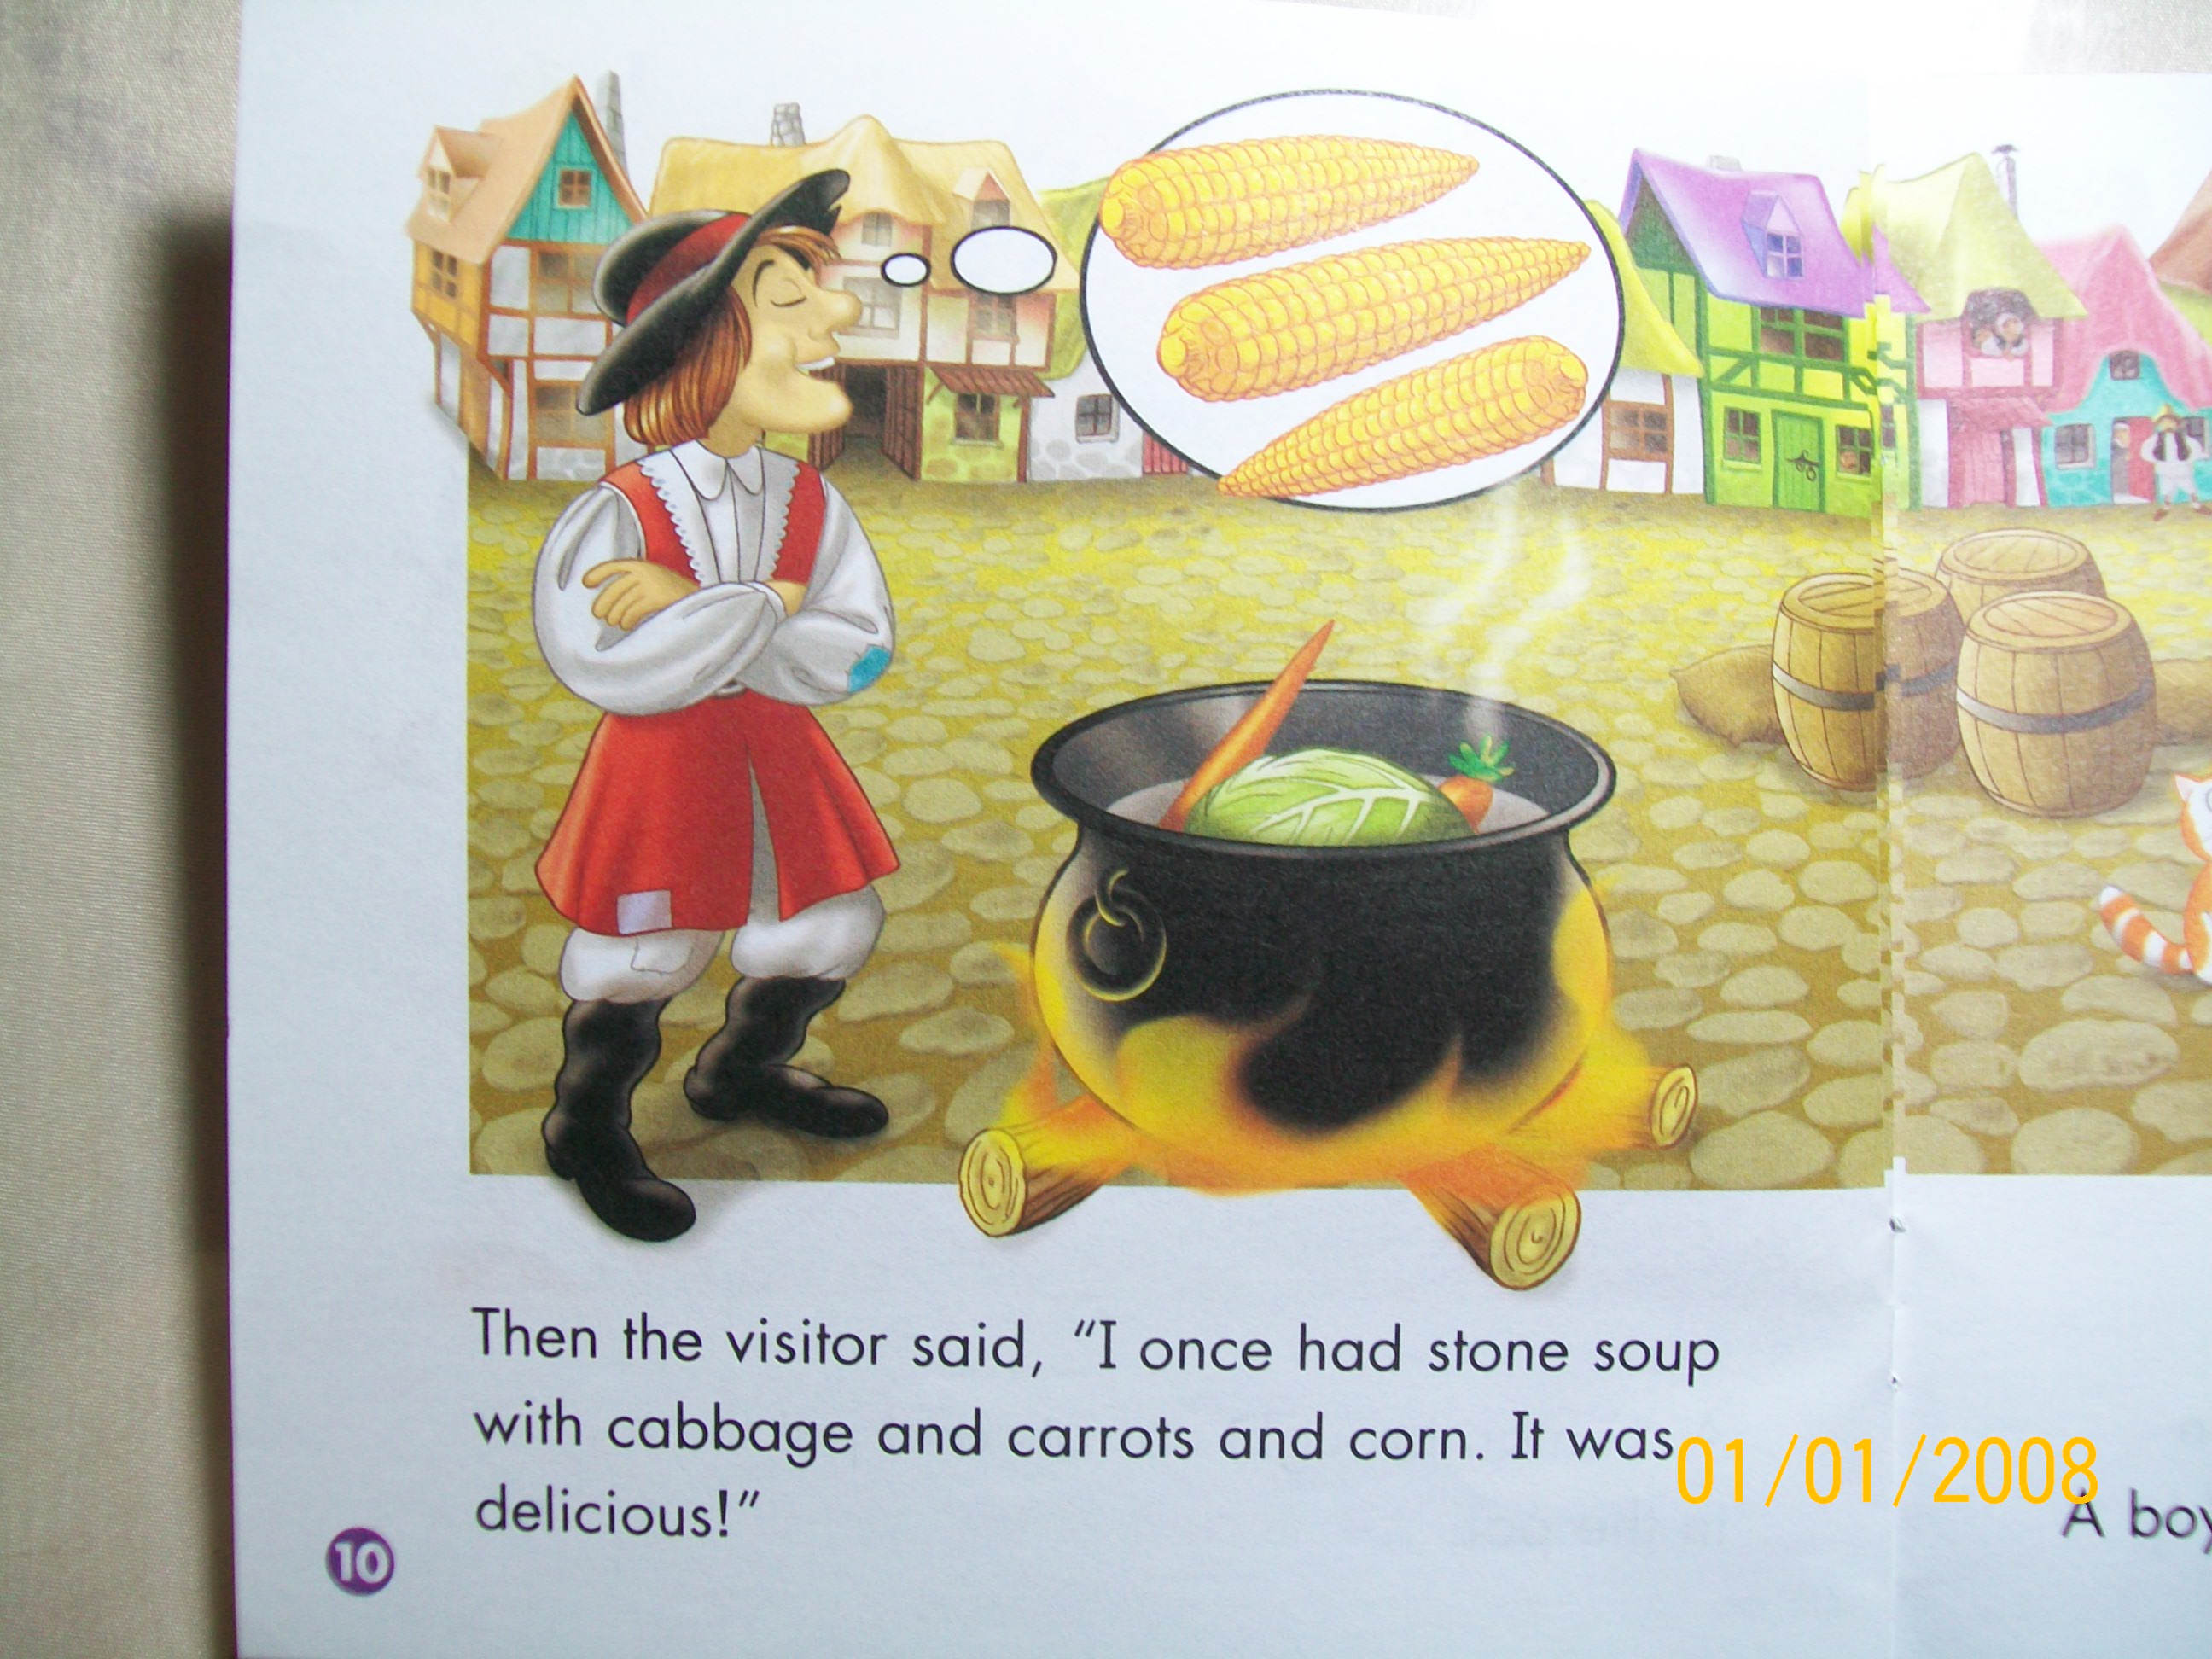 Then the visitor said, “I once had stone soup
with cabbage and carrots and corn. It was
delicious!”
10
01/01/2008
A boy